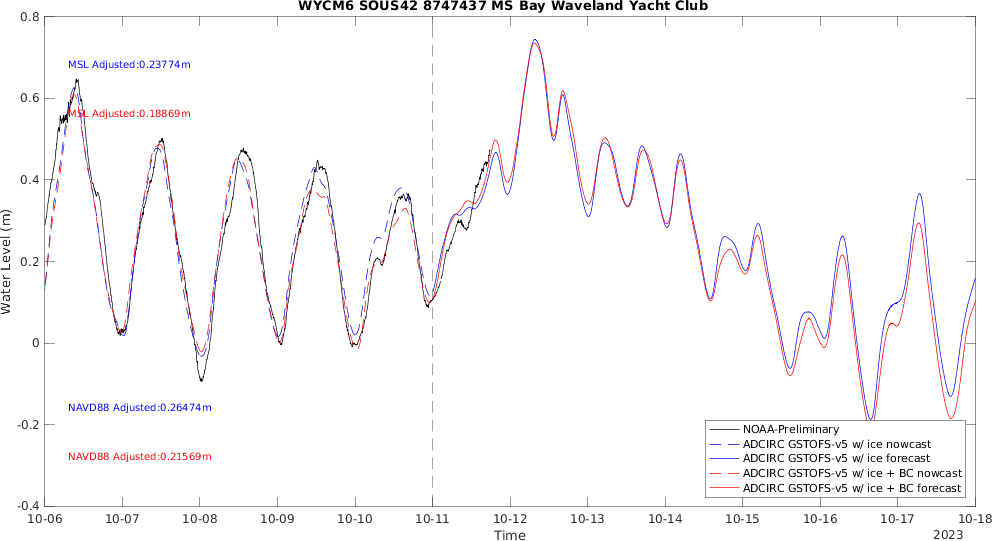 WYCM6 SOUS42 8747437 MS Bay Waveland Yacht Club
Water Level (m)
0.8
0.6
0.4
0.2
0
-0.2
-0.4
MSL Adjusted:0.23774m
MSL Adjusted:0.18869m
NAVD88 Adjusted:0.26474m
NAVD88 Adjusted:0.21569m
NOAA-Preliminary
ADCIRC GSTOFS-v5 w/ ice nowcast
ADCIRC GSTOFS-v5 w/ ice forecast
ADCIRC GSTOFS-v5 w/ ice + BC nowcast
ADCIRC GSTOFS-v5 w/ ice + BC forecast
10-06 10-07 10-08 10-09 10-10 10-11 10-12 10-13 10-14 10-15 10-16 10-17 10-18
Time
2023